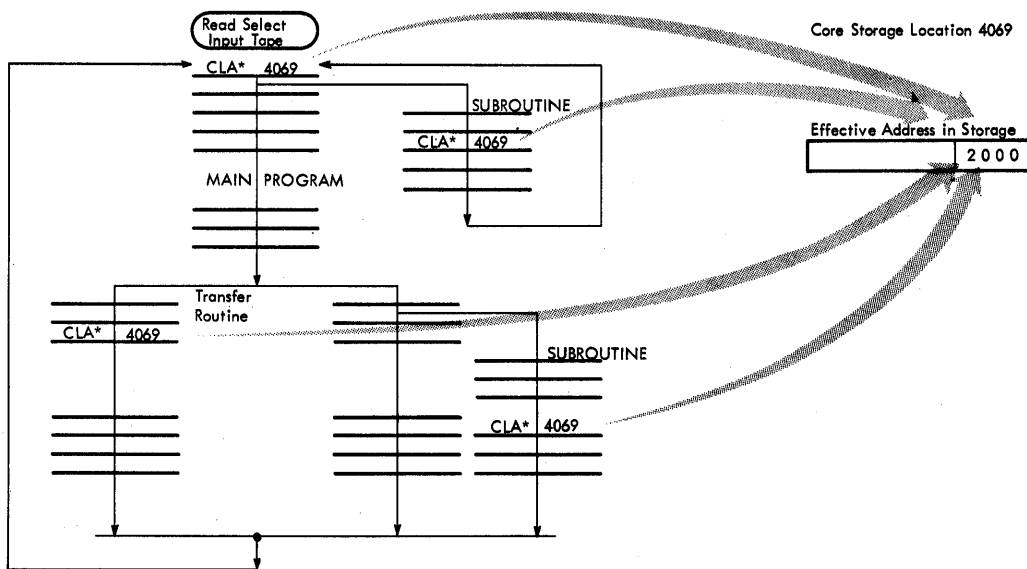 Read Select
Input Tape
Core Storage Location 4069
CLA* 4069
SUBROUTINE
CLA* 4069
Effective Address in Storage
2000
MAIN PROGRAM
Transfer
Routine
CLA* 4069
SUBROUTINE
CLA* 4069